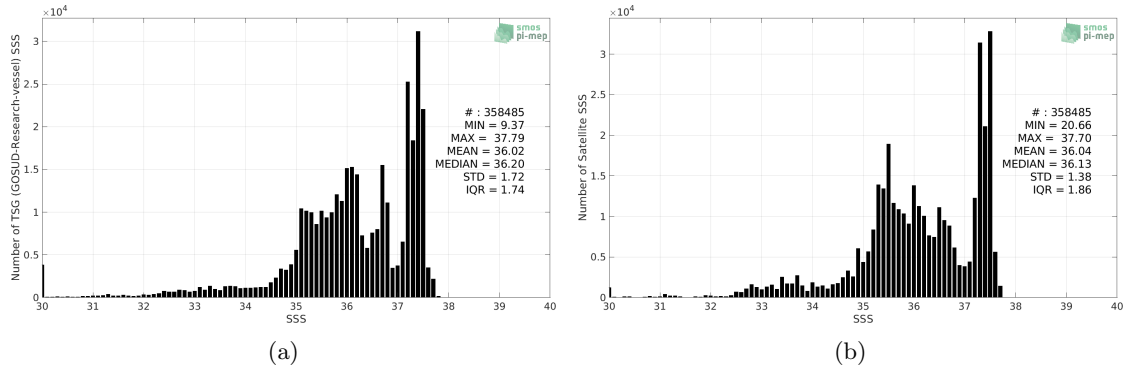 ×10⁴
smos
pi-mep
Number of TSG (GOSUD-Research-vessel) SSS
3
2.5
2
1.5
1
0.5
0
# : 358485
MIN = 9.37
MAX = 37.79
MEAN = 36.02
MEDIAN = 36.20
STD = 1.72
IQR = 1.74
30 31 32 33 34 35 36 37 38 39 40
SSS
(a)
×10⁴
smos
pi-mep
Number of Satellite SSS
3
2.5
2
1.5
1
0.5
0
# : 358485
MIN = 20.66
MAX = 37.70
MEAN = 36.04
MEDIAN = 36.13
STD = 1.38
IQR = 1.86
30 31 32 33 34 35 36 37 38 39 40
SSS
(b)